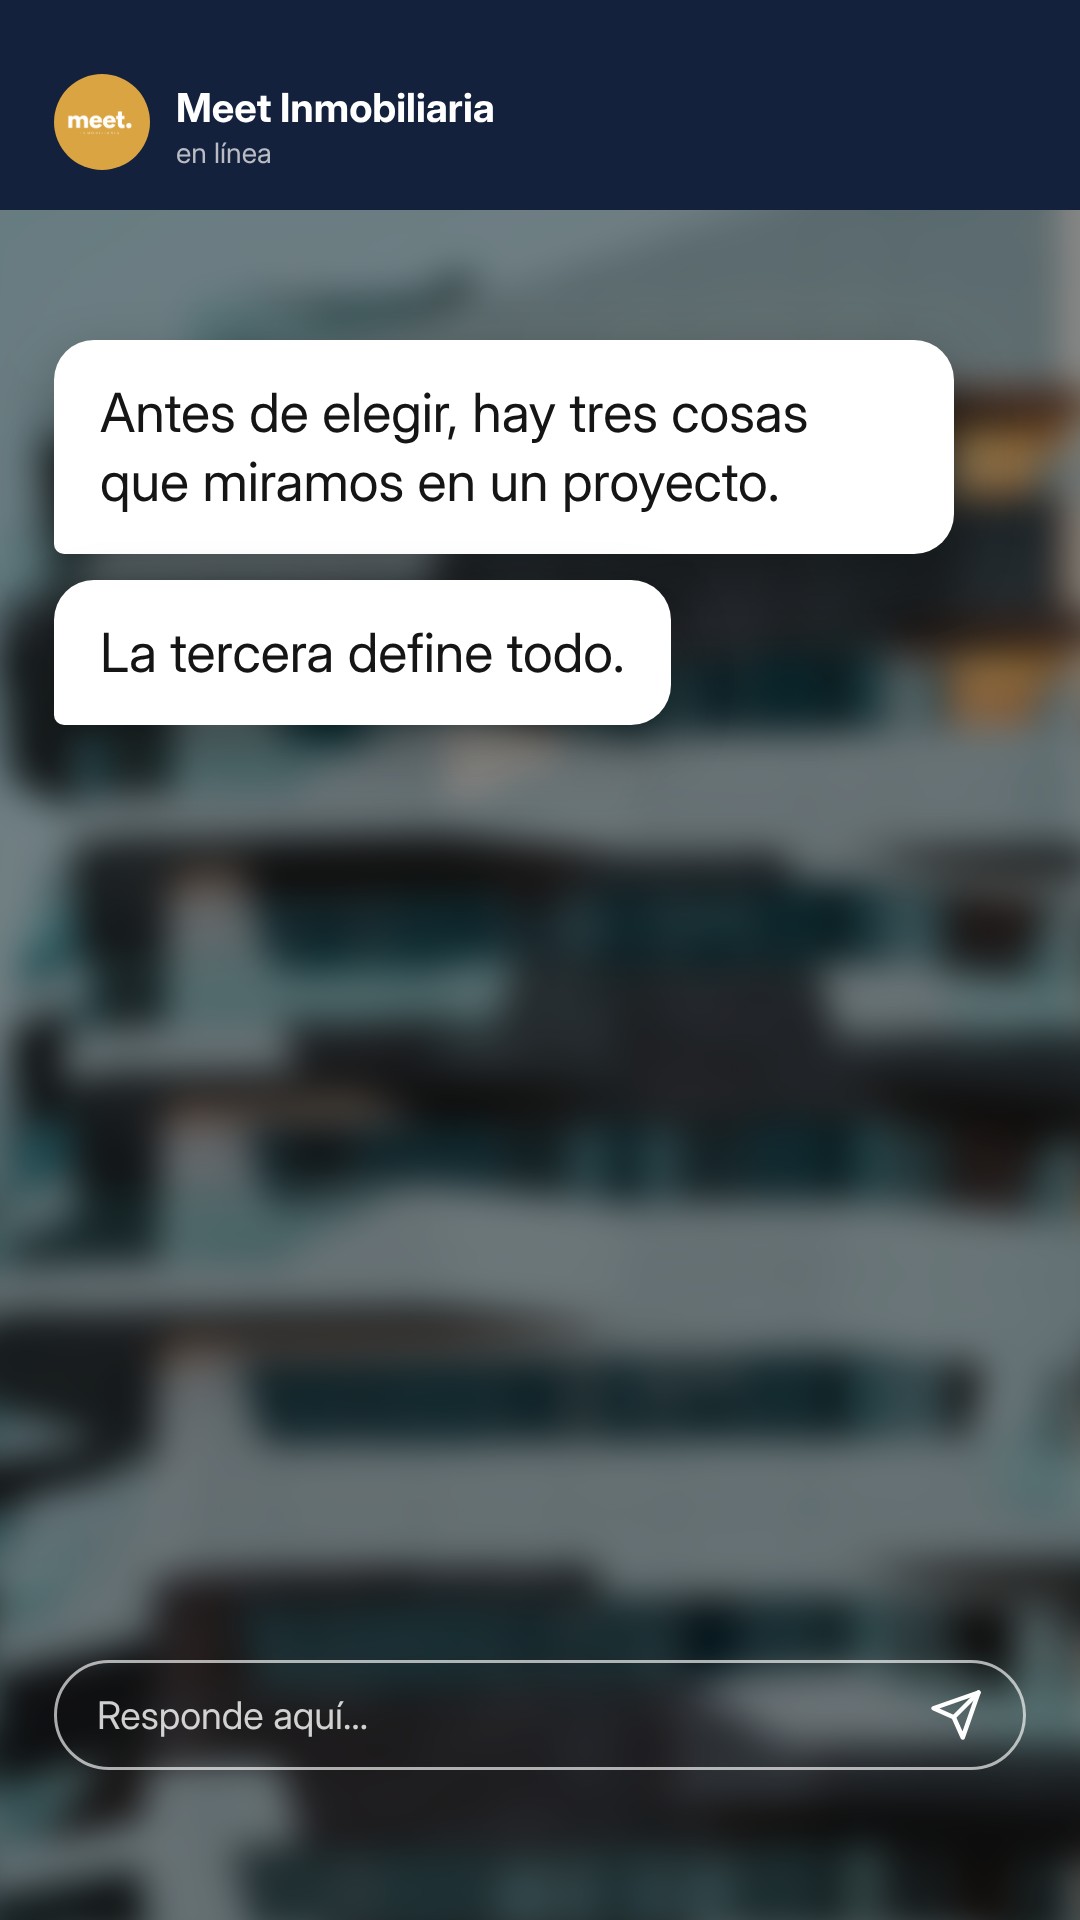 meet.
Meet Inmobiliaria
en línea
Antes de elegir, hay tres cosas
que miramos en un proyecto.
La tercera define todo.
Responde aquí...